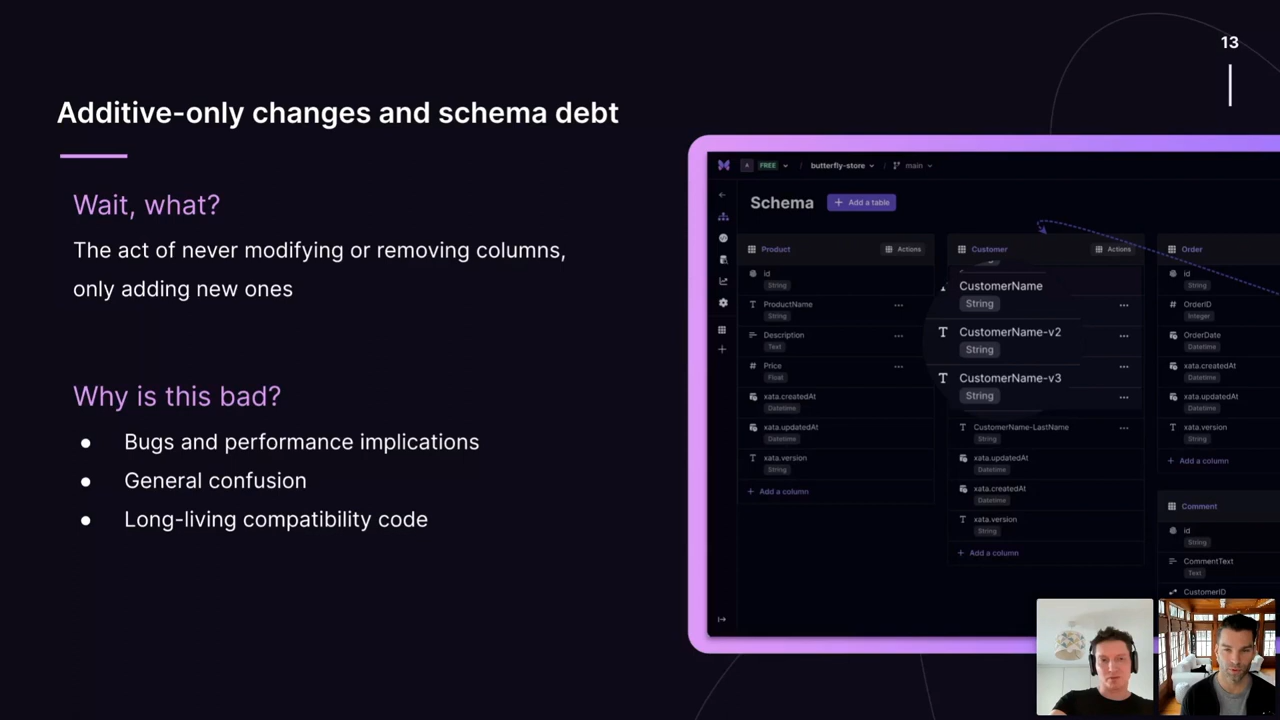 13
Additive-only changes and schema debt
Wait, what?
The act of never modifying or removing columns,
only adding new ones
Why is this bad?
● Bugs and performance implications
● General confusion
● Long-living compatibility code
A FREE / butterfly-store / main
Schema
+ Add a table
Product Actions
id
String
T ProductName
String
Description
Text
# Price
Float
xata.createdAt
Datetime
xata.updatedAt
Datetime
T xata.version
String
+ Add a column
Customer Actions
CustomerName
String
T CustomerName-v2
String
T CustomerName-v3
String
T CustomerName-LastName
String
xata.updatedAt
Datetime
xata.createdAt
Datetime
T xata.version
String
+ Add a column
Order
id
String
# OrderID
Integer
OrderDate
Datetime
xata.createdAt
Datetime
xata.updatedAt
Datetime
T xata.version
String
+ Add a column
Comment
id
String
CommentText
Text
CustomerID